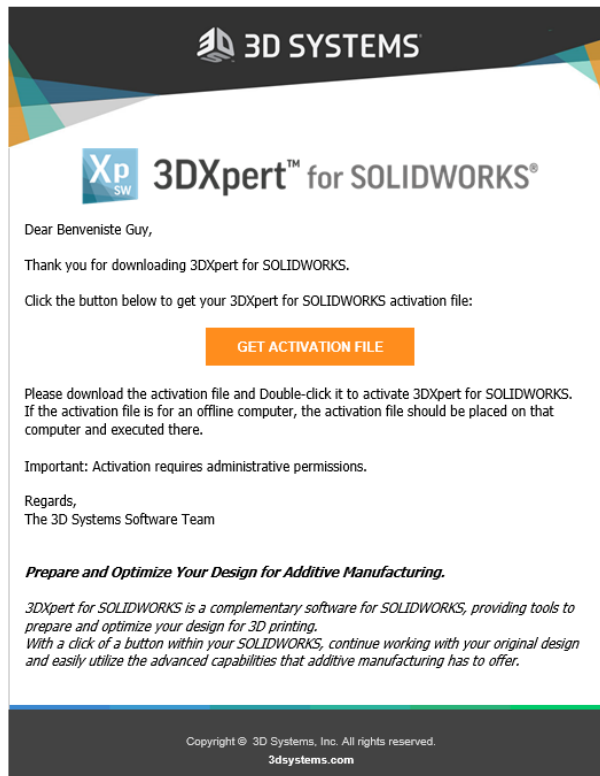 3D SYSTEMS
Xp
SW
3DXpert™ for SOLIDWORKS®
Dear Benveniste Guy,
Thank you for downloading 3DXpert for SOLIDWORKS.
Click the button below to get your 3DXpert for SOLIDWORKS activation file:
GET ACTIVATION FILE
Please download the activation file and Double-click it to activate 3DXpert for SOLIDWORKS.
If the activation file is for an offline computer, the activation file should be placed on that
computer and executed there.
Important: Activation requires administrative permissions.
Regards,
The 3D Systems Software Team
Prepare and Optimize Your Design for Additive Manufacturing.
3DXpert for SOLIDWORKS is a complementary software for SOLIDWORKS, providing tools to
prepare and optimize your design for 3D printing.
With a click of a button within your SOLIDWORKS, continue working with your original design
and easily utilize the advanced capabilities that additive manufacturing has to offer.
Copyright © 3D Systems, Inc. All rights reserved.
3dsystems.com